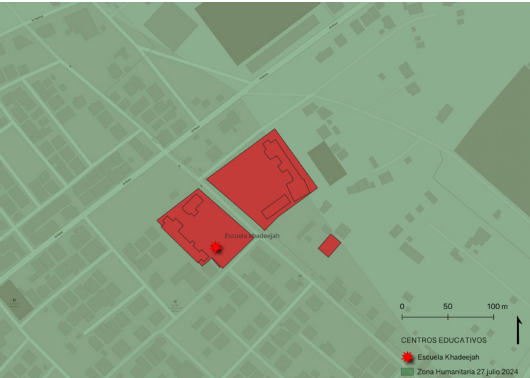 Escuela Khadeejah
0 50 100 m
CENTROS EDUCATIVOS
Escuela Khadeejah
Zona Humanitaria 27 julio 2024